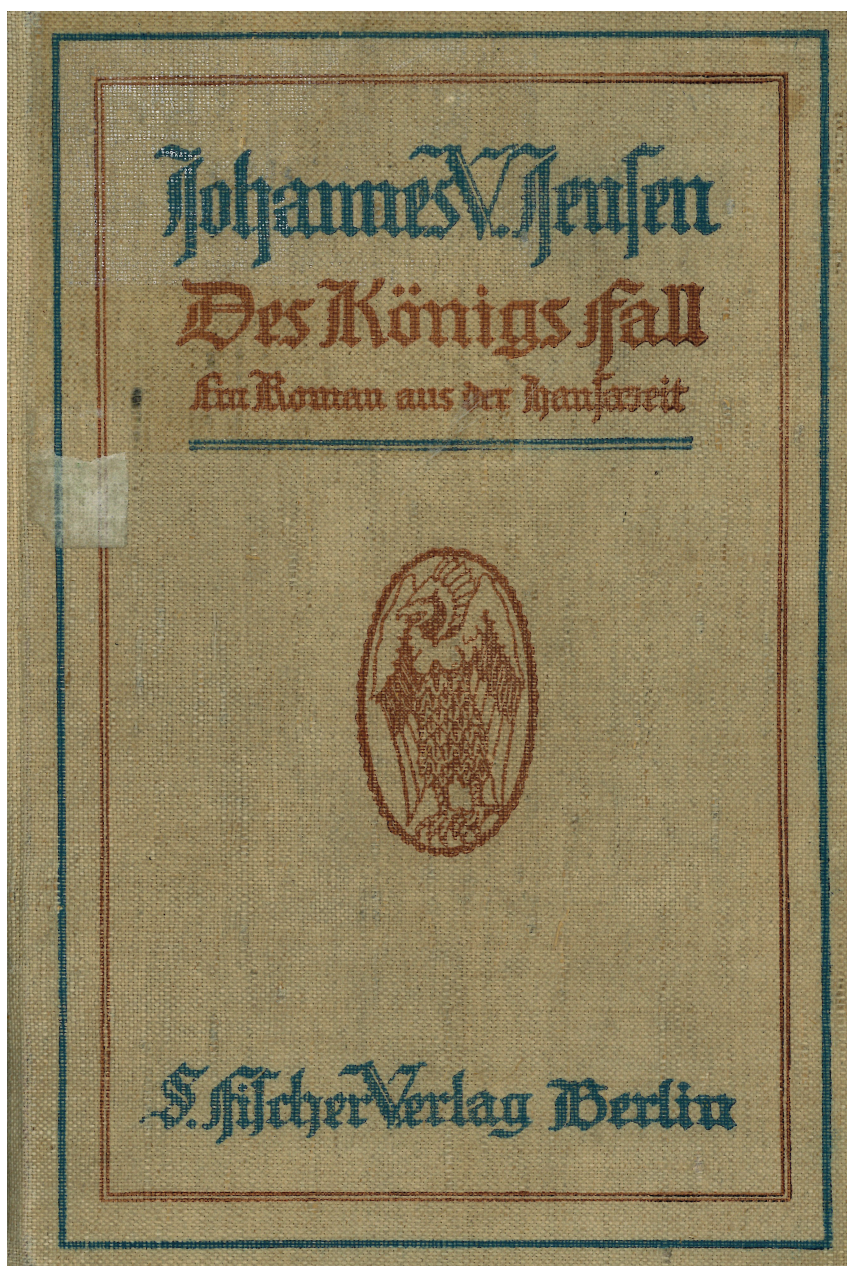 Johannes V. Jensen
Des Königs Fall
Ein Roman aus der Hansazeit
S. Fischer Verlag Berlin